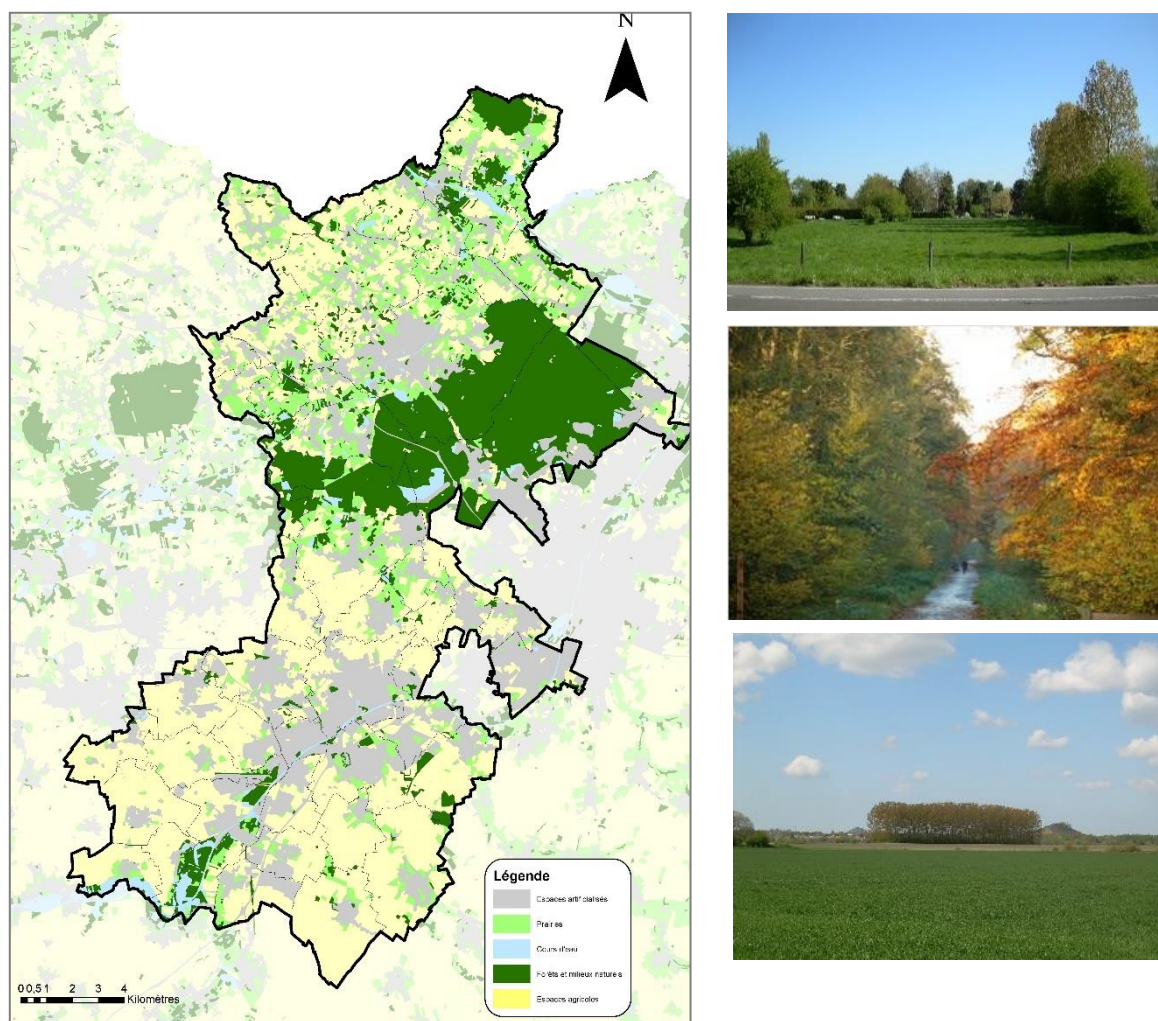 N
Légende
Espaces artificialisés
Prairies
Cours d'eau
Forêts et milieux naturels
Espaces agricoles
0 0,5 1 2 3 4
Kilomètres